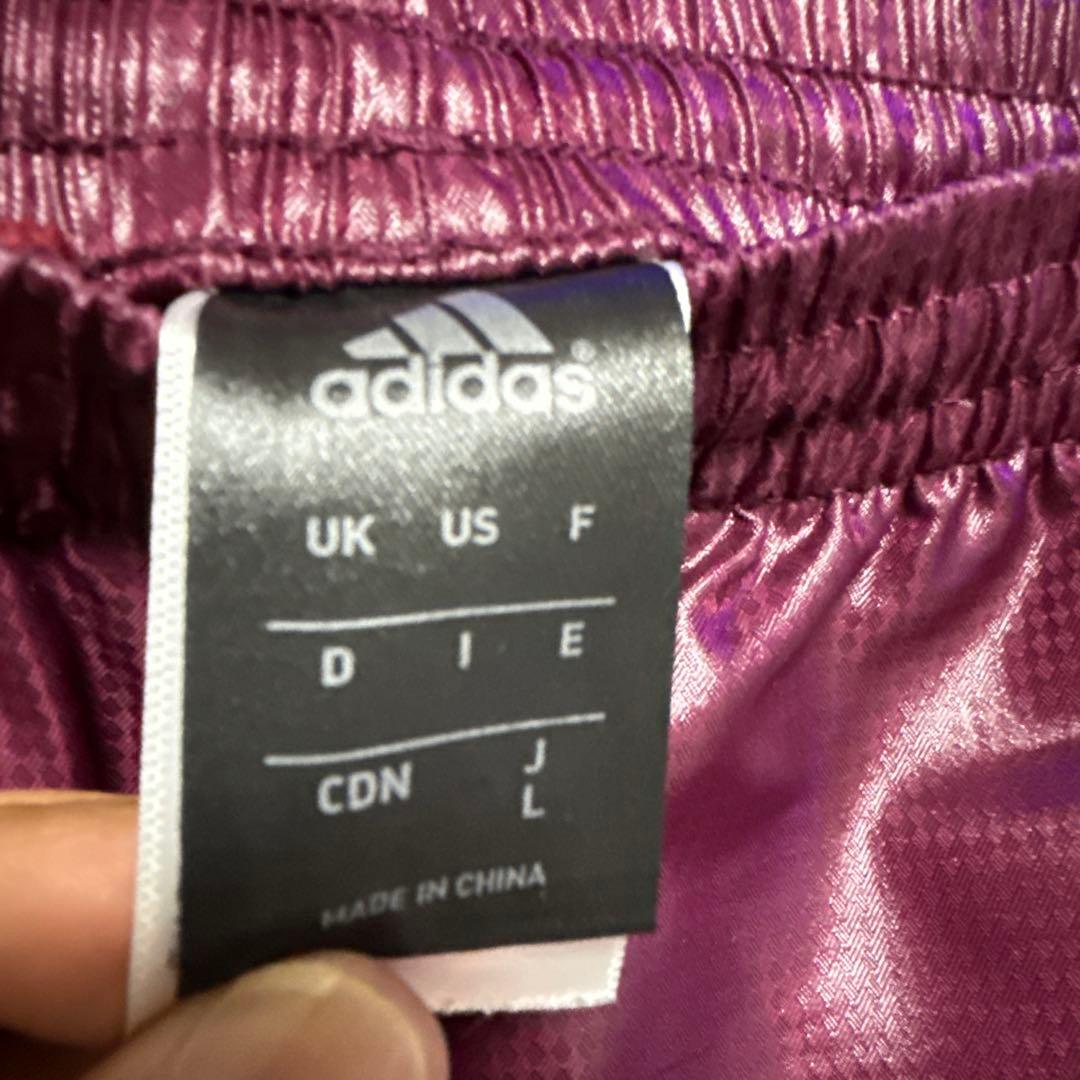 adidas®
UK US F
D I E
CDN J
L
MADE IN CHINA